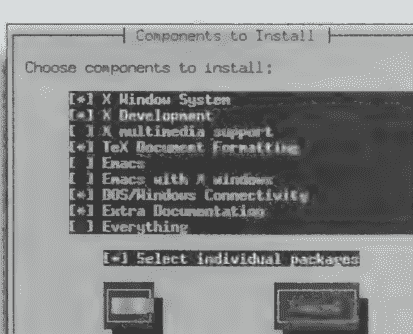 Components to Install
Choose components to install:
[*] X Window System
[*] X Development
[ ] X multimedia support
[*] TeX Document Formatting
[ ] Emacs
[ ] Emacs with X windows
[*] DOS/Windows Connectivity
[*] Extra Documentation
[ ] Everything
[*] Select individual packages